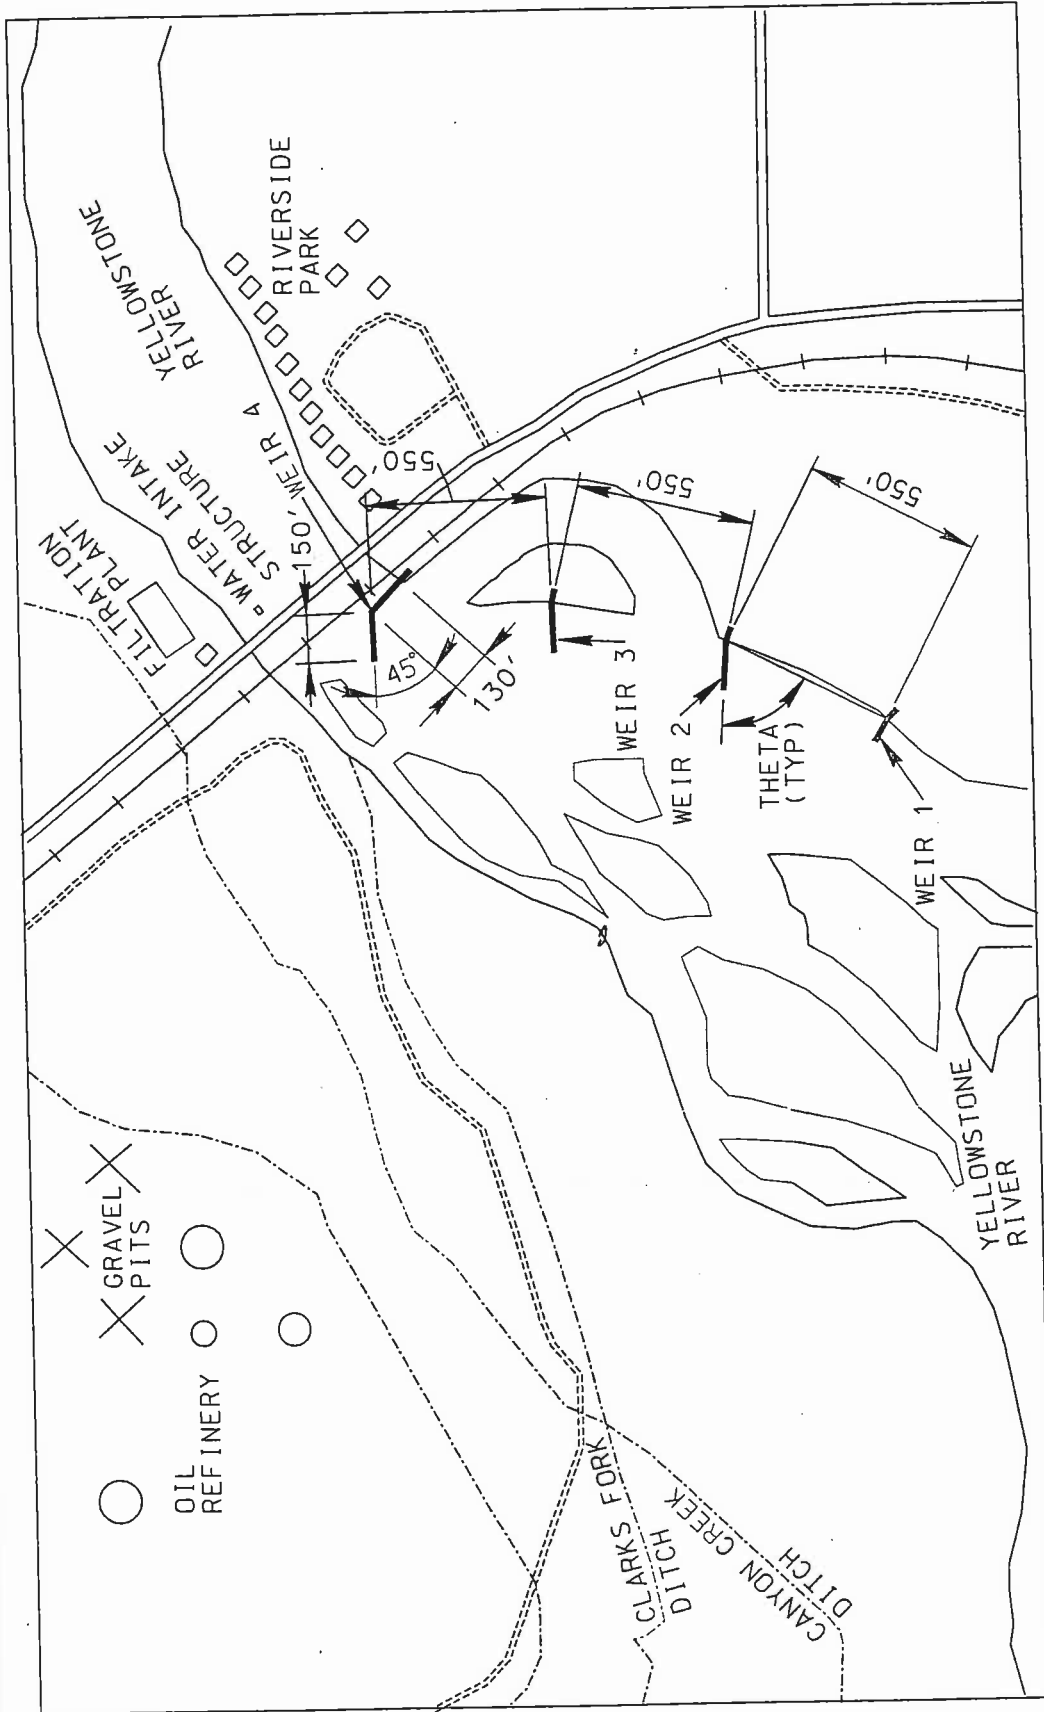 YELLOWSTONE
RIVER
FILTRATION
PLANT
WATER INTAKE
STRUCTURE
150'
WEIR 4
RIVERSIDE
PARK
550'
45°
130'
WEIR 3
550'
WEIR 2
THETA
(TYP)
550'
WEIR 1
GRAVEL
PITS
OIL
REFINERY
CLARKS FORK
DITCH
CANYON CREEK
DITCH
YELLOWSTONE
RIVER